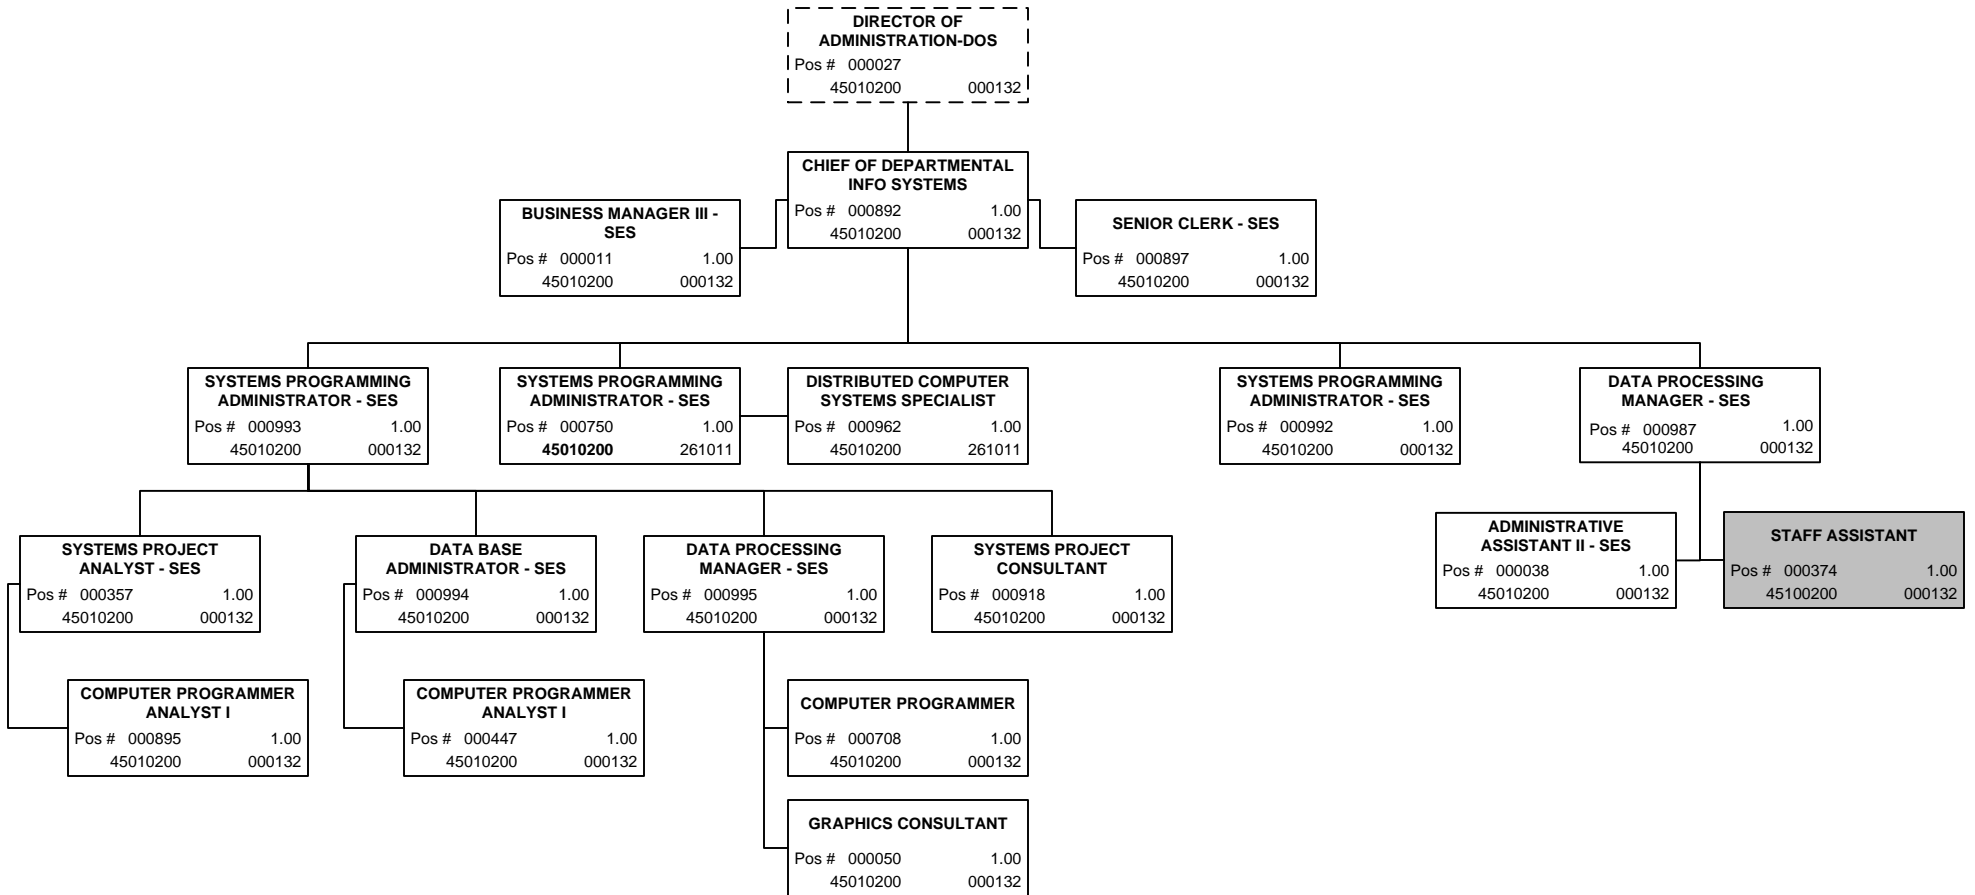 DIRECTOR OF
ADMINISTRATION-DOS
Pos # 000027
45010200 000132
CHIEF OF DEPARTMENTAL
INFO SYSTEMS
Pos # 000892 1.00
45010200 000132
BUSINESS MANAGER III -
SES
Pos # 000011 1.00
45010200 000132
SENIOR CLERK - SES
Pos # 000897 1.00
45010200 000132
SYSTEMS PROGRAMMING
ADMINISTRATOR - SES
Pos # 000993 1.00
45010200 000132
SYSTEMS PROGRAMMING
ADMINISTRATOR - SES
Pos # 000750 1.00
45010200 261011
DISTRIBUTED COMPUTER
SYSTEMS SPECIALIST
Pos # 000962 1.00
45010200 261011
SYSTEMS PROGRAMMING
ADMINISTRATOR - SES
Pos # 000992 1.00
45010200 000132
DATA PROCESSING
MANAGER - SES
Pos # 000987 1.00
45010200 000132
SYSTEMS PROJECT
ANALYST - SES
Pos # 000357 1.00
45010200 000132
DATA BASE
ADMINISTRATOR - SES
Pos # 000994 1.00
45010200 000132
DATA PROCESSING
MANAGER - SES
Pos # 000995 1.00
45010200 000132
SYSTEMS PROJECT
CONSULTANT
Pos # 000918 1.00
45010200 000132
ADMINISTRATIVE
ASSISTANT II - SES
Pos # 000038 1.00
45010200 000132
STAFF ASSISTANT
Pos # 000374 1.00
45100200 000132
COMPUTER PROGRAMMER
ANALYST I
Pos # 000895 1.00
45010200 000132
COMPUTER PROGRAMMER
ANALYST I
Pos # 000447 1.00
45010200 000132
COMPUTER PROGRAMMER
Pos # 000708 1.00
45010200 000132
GRAPHICS CONSULTANT
Pos # 000050 1.00
45010200 000132